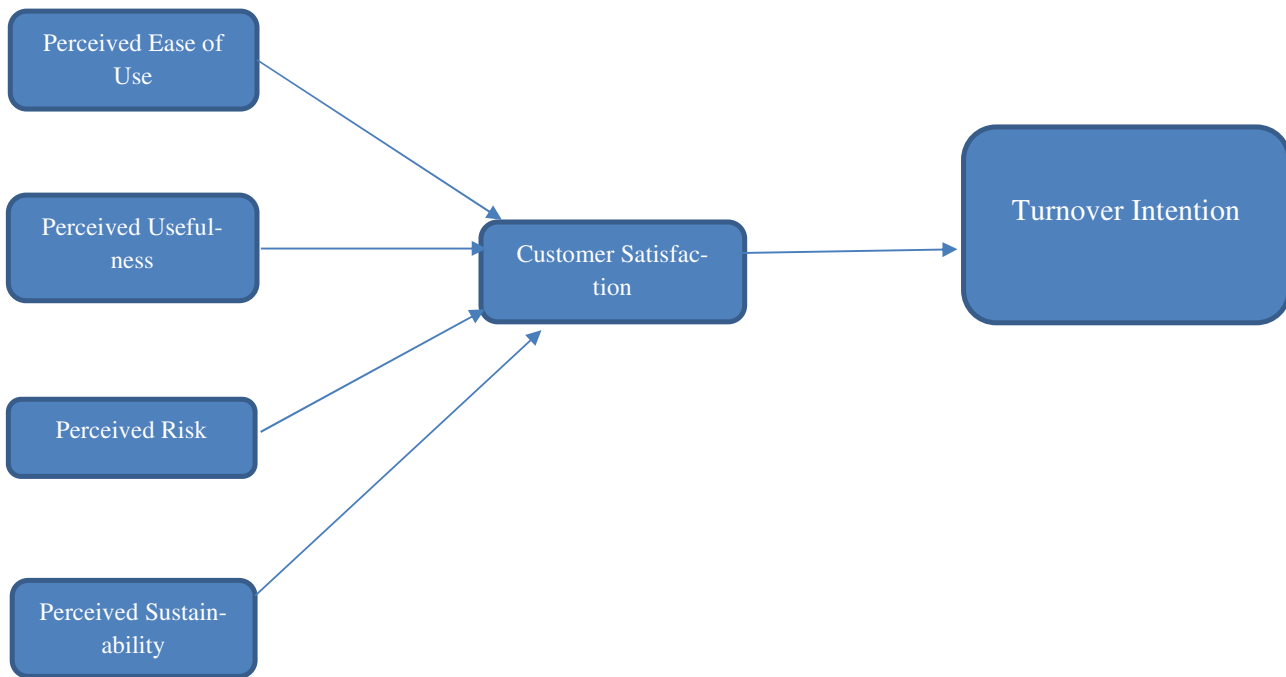 Perceived Ease of
Use
Perceived Useful-
ness
Perceived Risk
Perceived Sustain-
ability
Customer Satisfac-
tion
Turnover Intention